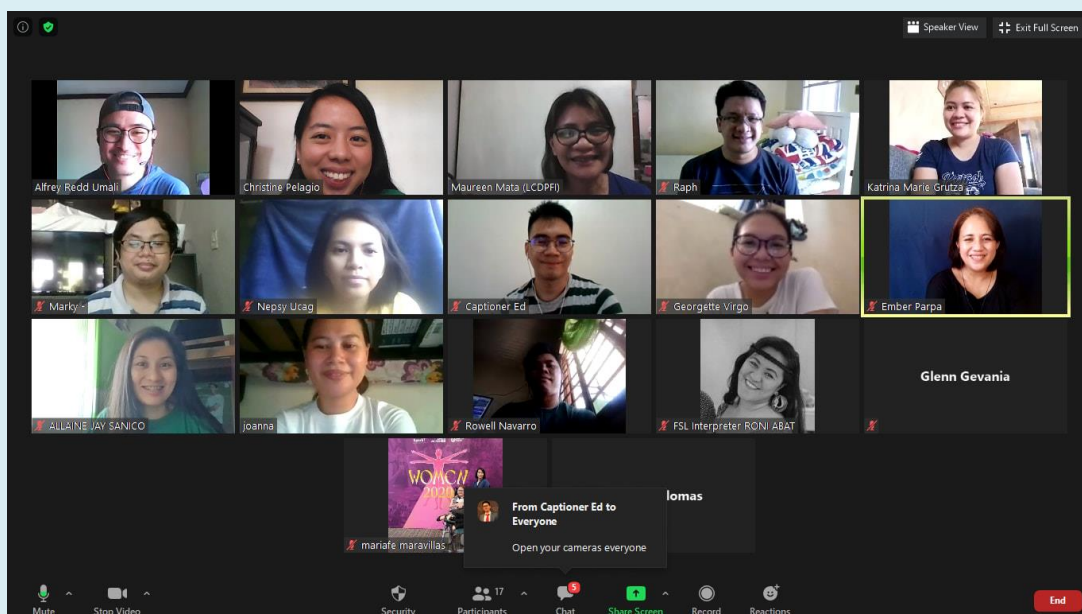 Speaker View
Exit Full Screen
Alfrey Redd Umali
Christine Pelagio
Maureen Mata (LCDPFI)
Raph
Katrina Marie Grutza
Marky -
Nepsy Ucag
Captioner Ed
Georgette Virgo
Ember Parpa
ALLAINE JAY SANICO
joanna
Rowell Navarro
FSL Interpreter RONI ABAT
Glenn Gevania
WOMEN
2020
mariafe maravillas
lomas
From Captioner Ed to
Everyone
Open your cameras everyone
Mute
Stop Video
Security
17
Participants
5
Chat
Share Screen
Record
Reactions
End